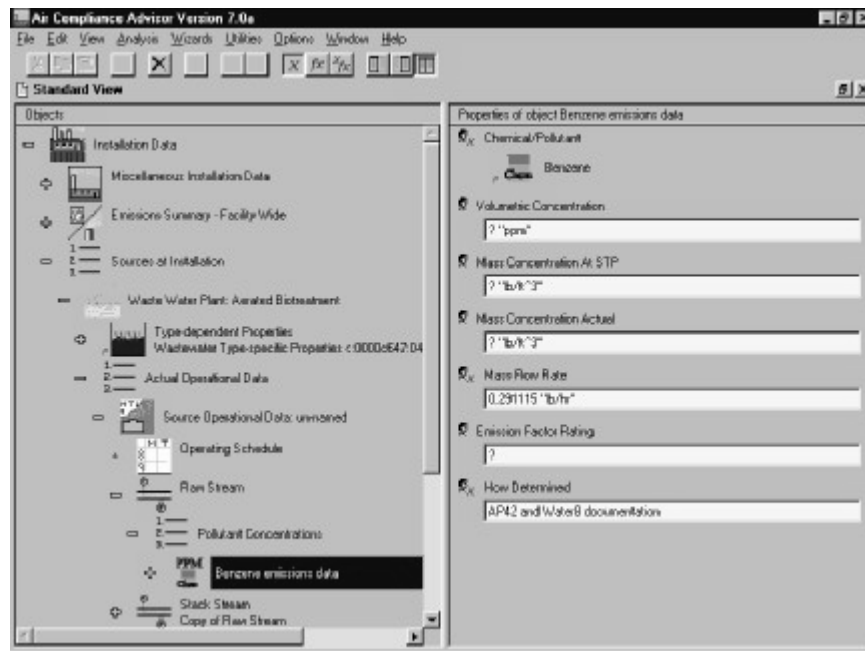 Air Compliance Advisor Version 7.0a
File Edit View Analysis Wizards Utilities Options Window Help
Standard View
Objects
Installation Data
Miscellaneous Installation Data
Emissions Summary - Facility Wide
Sources at Installation
Waste Water Plant: Aerated Biotreatment
Type-dependent Properties
Wastewater Type-specific Properties c:0000c647:04
Actual Operational Data
Source Operational Data: unnamed
Operating Schedule
Raw Stream
Pollutant Concentrations
Benzene emissions data
Stack Stream
Copy of Raw Stream
Properties of object Benzene emissions data
Chemical/Pollutant
Benzene
Volumetric Concentration
? "ppm"
Mass Concentration At STP
? "lb/ft^3"
Mass Concentration Actual
? "lb/ft^3"
Mass Flow Rate
0.291115 "lb/hr"
Emission Factor Rating
?
How Determined
AP42 and Water8 documentation